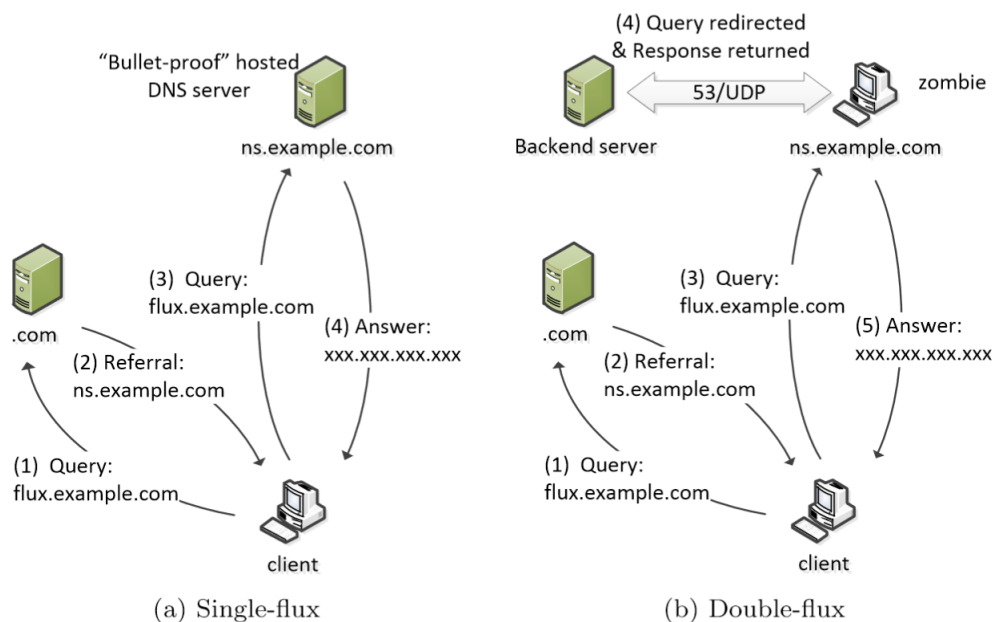 “Bullet-proof” hosted
DNS server
ns.example.com
.com
(3) Query:
flux.example.com
(4) Answer:
xxx.xxx.xxx.xxx
(2) Referral:
ns.example.com
(1) Query:
flux.example.com
client
(a) Single-flux
(4) Query redirected
& Response returned
53/UDP
zombie
Backend server
ns.example.com
.com
(3) Query:
flux.example.com
(5) Answer:
xxx.xxx.xxx.xxx
(2) Referral:
ns.example.com
(1) Query:
flux.example.com
client
(b) Double-flux